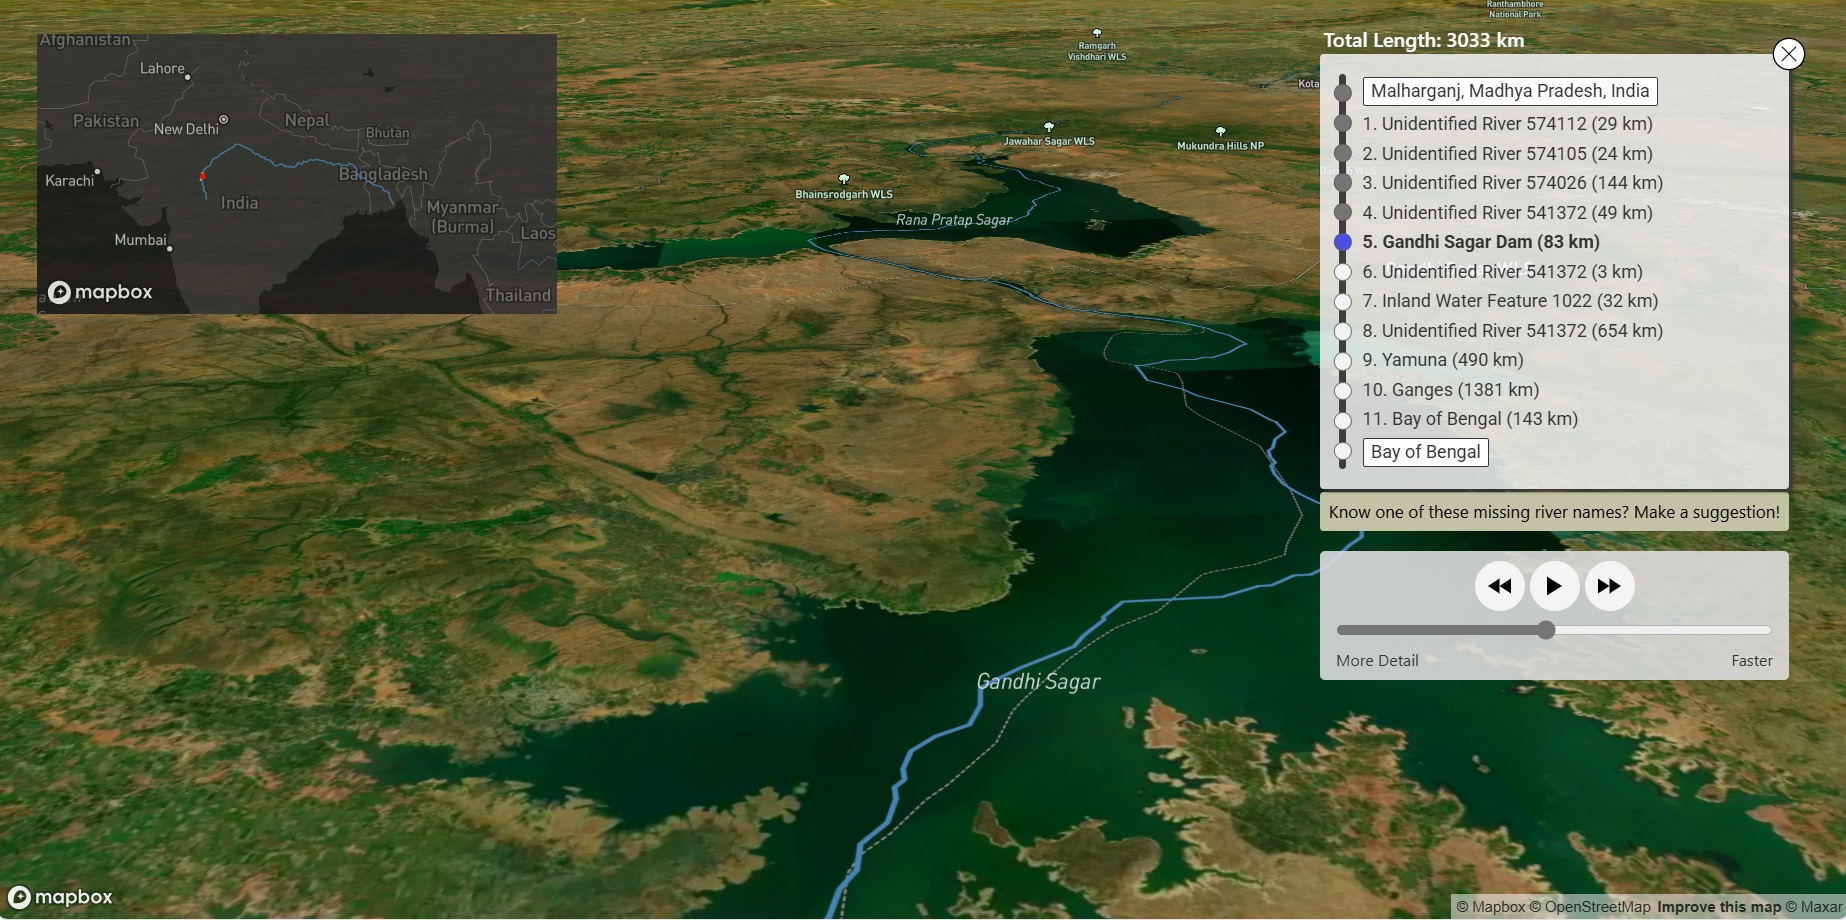 Ranthambhore
National Park
Total Length: 3033 km
Afghanistan
Lahore
Pakistan
New Delhi
Nepal
Bhutan
Karachi
Bangladesh
India
Myanmar
(Burma)
Laos
Mumbai
Thailand
mapbox
Ramgarh
Vishdhari WLS
Kota
Jawahar Sagar WLS
Mukundra Hills NP
Bhainsrodgarh WLS
Rana Pratap Sagar
Malharganj, Madhya Pradesh, India
1. Unidentified River 574112 (29 km)
2. Unidentified River 574105 (24 km)
3. Unidentified River 574026 (144 km)
4. Unidentified River 541372 (49 km)
5. Gandhi Sagar Dam (83 km)
6. Unidentified River 541372 (3 km)
7. Inland Water Feature 1022 (32 km)
8. Unidentified River 541372 (654 km)
9. Yamuna (490 km)
10. Ganges (1381 km)
11. Bay of Bengal (143 km)
Bay of Bengal
Know one of these missing river names? Make a suggestion!
More Detail
Faster
Gandhi Sagar
mapbox
© Mapbox © OpenStreetMap Improve this map © Maxar